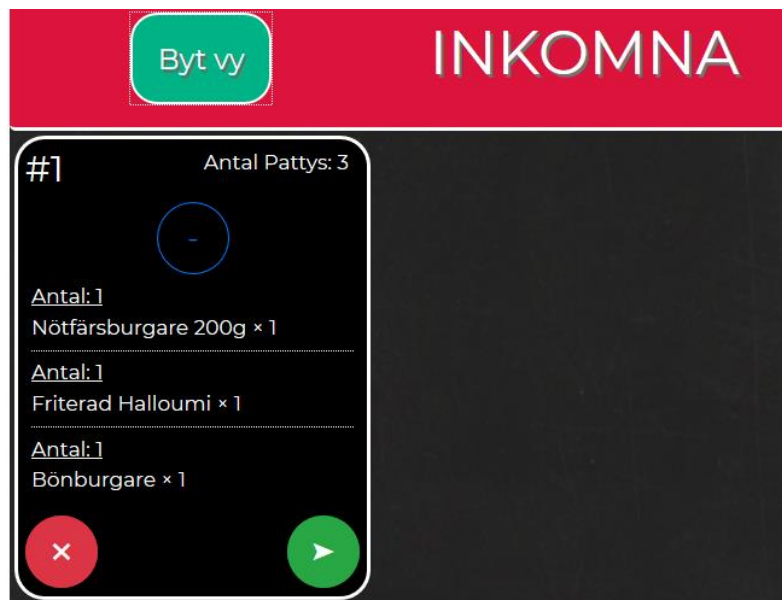 Byt vy
INKOMNA
#1
Antal Pattys: 3
-
Antal: 1
Nötfärsburgare 200g × 1
Antal: 1
Friterad Halloumi × 1
Antal: 1
Bönburgare × 1